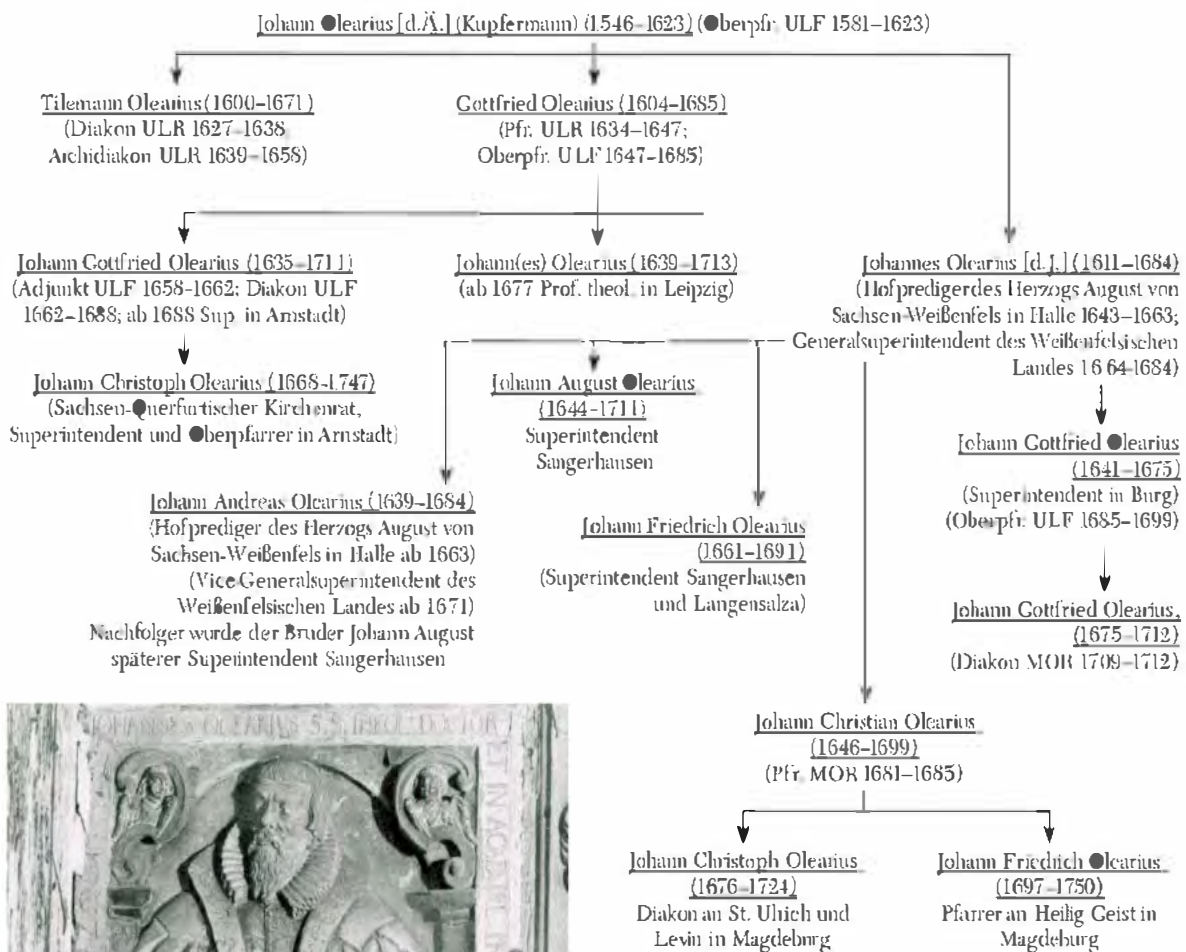 Johann Olearius [d.Ä.] (Kupfermann) (1546–1623) (Oberpfr. ULF 1581–1623)
Tilemann Olearius (1600–1671)
(Diakon ULR 1627–1638
Archidiakon ULR 1639–1658)
Gottfried Olearius (1604–1685)
(Pfr. ULR 1634–1647;
Oberpfr. ULF 1647–1685)
Johann Gottfried Olearius (1635–1711)
(Adjunkt ULF 1658–1662; Diakon ULF
1662–1688; ab 1688 Sup. in Arnstadt)
Johann(es) Olearius (1639–1713)
(ab 1677 Prof. theol. in Leipzig)
Johannes Olearius [d.J.] (1611–1684)
(Hofprediger des Herzogs August von
Sachsen-Weißenfels in Halle 1643–1663;
Generalsuperintendent des Weißenfelsischen
Landes 1664–1684)
Johann Christoph Olearius (1668–1747)
(Sachsen-Querfurtischer Kirchenrat,
Superintendent und Oberpfarrer in Arnstadt)
Johann August Olearius
(1644–1711)
Superintendent
Sangerhausen
Johann Gottfried Olearius
(1641–1675)
(Superintendent in Burg)
(Oberpfr. ULF 1685–1699)
Johann Andreas Olearius (1639–1684)
(Hofprediger des Herzogs August von
Sachsen-Weißenfels in Halle ab 1663)
(Vice-Generalsuperintendent des
Weißenfelsischen Landes ab 1671)
Nachfolger wurde der Bruder Johann August
späterer Superintendent Sangerhausen
Johann Friedrich Olearius
(1661–1691)
(Superintendent Sangerhausen
und Langensalza)
Johann Gottfried Olearius,
(1675–1712)
(Diakon MOR 1709–1712)
Johann Christian Olearius
(1646–1699)
(Pfr. MOR 1681–1685)
Johann Christoph Olearius
(1676–1724)
Diakon an St. Ulrich und
Levin in Magdeburg
Johann Friedrich Olearius
(1697–1750)
Pfarrer an Heilig Geist in
Magdeburg
OLEARIVS S.S. THEOL. DOCTOR
ET IN